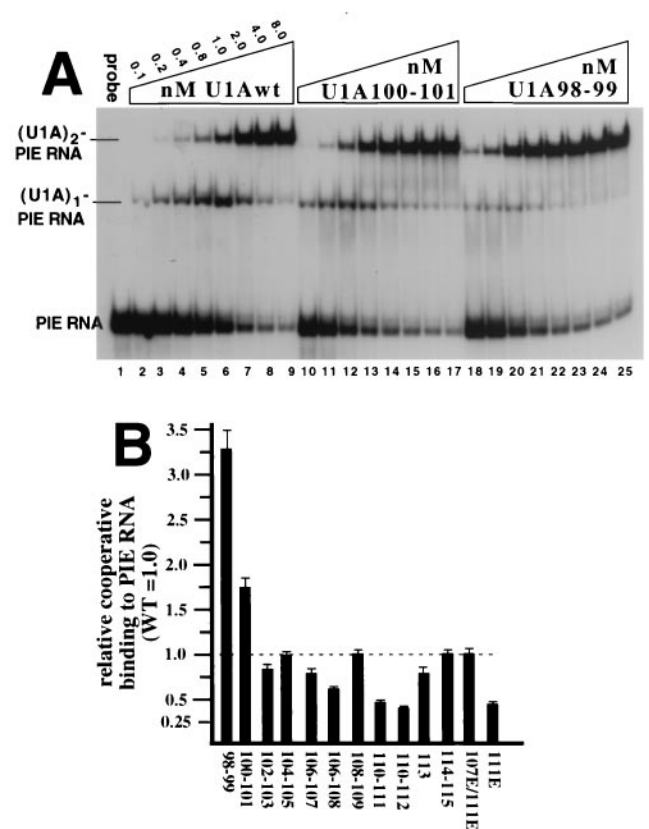 A
probe
0.1 0.2 0.4 0.8 1.0 2.0 4.0 8.0
nM U1Awt
nM
U1A100-101
nM
U1A98-99
(U1A)2-
PIE RNA
(U1A)1-
PIE RNA
PIE RNA
1 2 3 4 5 6 7 8 9 10 11 12 13 14 15 16 17 18 19 20 21 22 23 24 25
B
relative cooperative
binding to PIE RNA
(WT =1.0)
3.5
3.0
2.5
2.0
1.5
1.0
0.5
0.25
98-99
100-101
102-103
104-105
106-107
106-108
108-109
110-111
110-112
113
114-115
107E/111E
111E